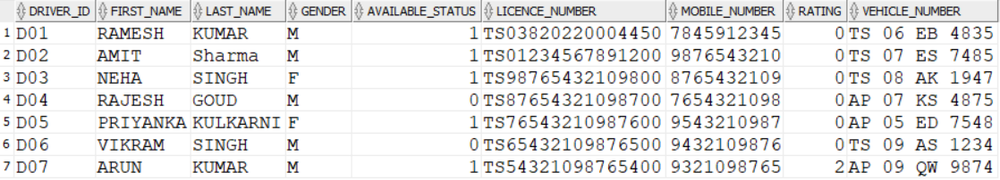 DRIVER_ID FIRST_NAME LAST_NAME GENDER AVAILABLE_STATUS LICENCE_NUMBER MOBILE_NUMBER RATING VEHICLE_NUMBER
1 D01 RAMESH KUMAR M 1 TS03820220004450 7845912345 0 TS 06 EB 4835
2 D02 AMIT Sharma M 1 TS01234567891200 9876543210 0 TS 07 ES 7485
3 D03 NEHA SINGH F 1 TS98765432109800 8765432109 0 TS 08 AK 1947
4 D04 RAJESH GOUD M 0 TS87654321098700 7654321098 0 AP 07 KS 4875
5 D05 PRIYANKA KULKARNI F 1 TS76543210987600 9543210987 0 AP 05 ED 7548
6 D06 VIKRAM SINGH M 0 TS65432109876500 9432109876 0 TS 09 AS 1234
7 D07 ARUN KUMAR M 1 TS54321098765400 9321098765 2 AP 09 QW 9874